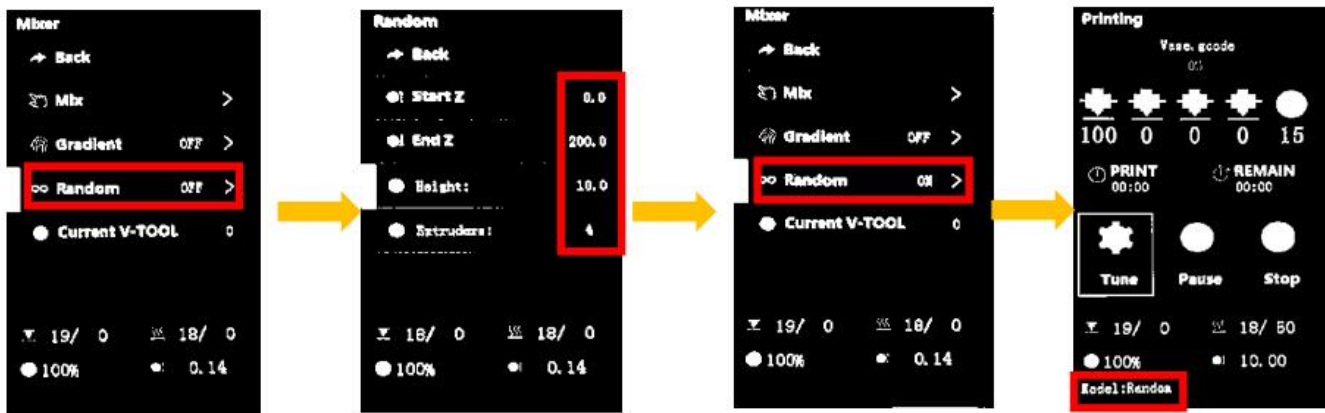 Mixer
Back
Mix >
Gradient OFF >
Random OFF >
Current V-TOOL 0
19/ 0 18/ 0
100% 0.14
Random
Back
Start Z 0.0
End Z 200.0
Height: 10.0
Extruders: 4
18/ 0 18/ 0
100% 0.14
Mixer
Back
Mix >
Gradient OFF >
Random ON >
Current V-TOOL 0
19/ 0 18/ 0
100% 0.14
Printing
Vase.gcode
0%
100 0 0 0 15
PRINT 00:00 REMAIN 00:00
Tune Pause Stop
19/ 0 18/ 50
100% 10.00
Model:Random